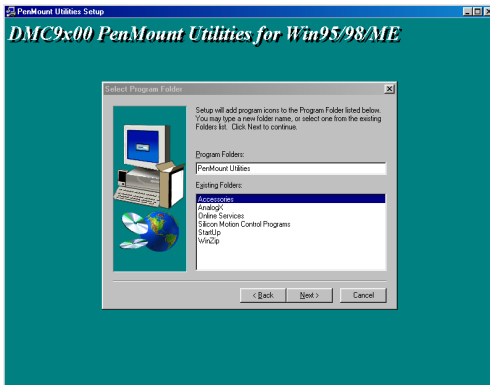 PenMount Utilities Setup
DMC9x00 PenMount Utilities for Win95/98/ME
Select Program Folder
Setup will add program icons to the Program Folder listed below.
You may type a new folder name, or select one from the existing
Folders list. Click Next to continue.
Program Folders:
PenMount Utilities
Existing Folders:
Accessories
AnalogX
Online Services
Silicon Motion Control Programs
StartUp
WinZip
< Back
Next >
Cancel